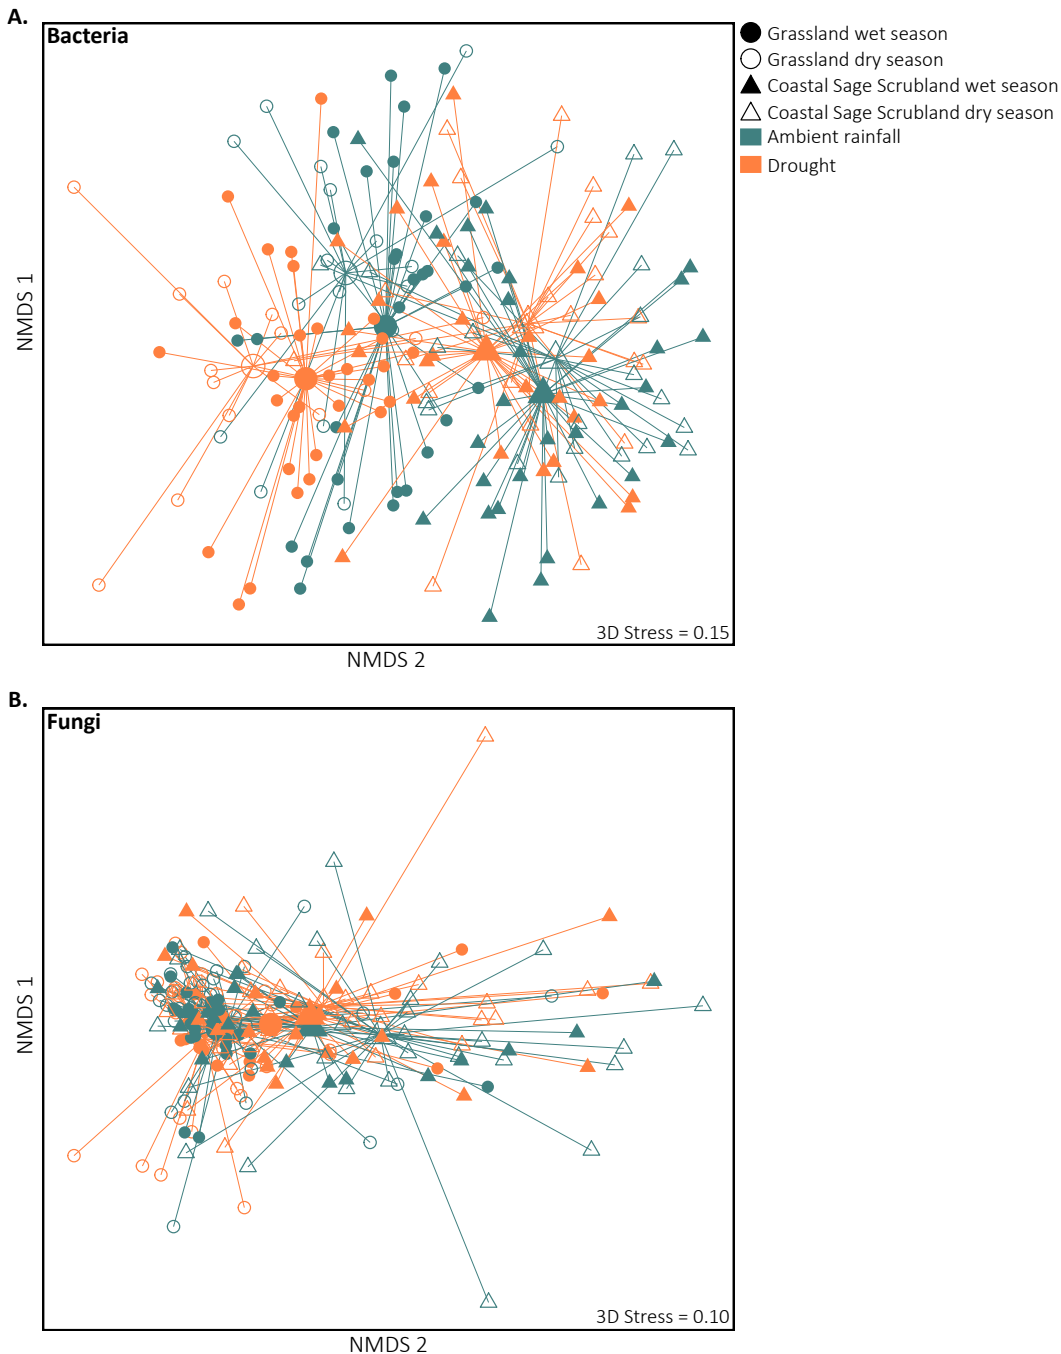 A.
Bacteria
Grassland wet season
Grassland dry season
Coastal Sage Scrubland wet season
Coastal Sage Scrubland dry season
Ambient rainfall
Drought
NMDS 1
3D Stress = 0.15
NMDS 2
B.
Fungi
NMDS 1
3D Stress = 0.10
NMDS 2